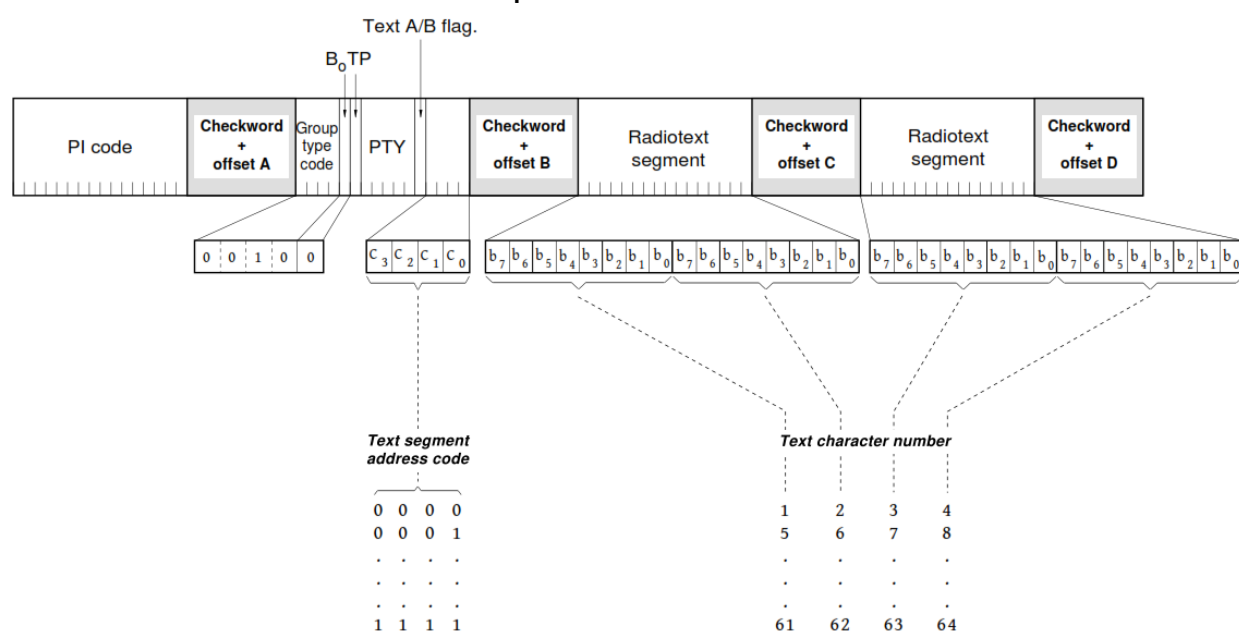 Text A/B flag.
B₀TP
PI code
Checkword
+
offset A
Group
type
code
PTY
Checkword
+
offset B
Radiotext
segment
Checkword
+
offset C
Radiotext
segment
Checkword
+
offset D
0 0 1 0 0
C₃ C₂ C₁ C₀
b₇ b₆ b₅ b₄ b₃ b₂ b₁ b₀ b₇ b₆ b₅ b₄ b₃ b₂ b₁ b₀
b₇ b₆ b₅ b₄ b₃ b₂ b₁ b₀ b₇ b₆ b₅ b₄ b₃ b₂ b₁ b₀
Text segment
address code
0 0 0 0
0 0 0 1
. . . .
. . . .
1 1 1 1
Text character number
1 2 3 4
5 6 7 8
. . . .
. . . .
61 62 63 64